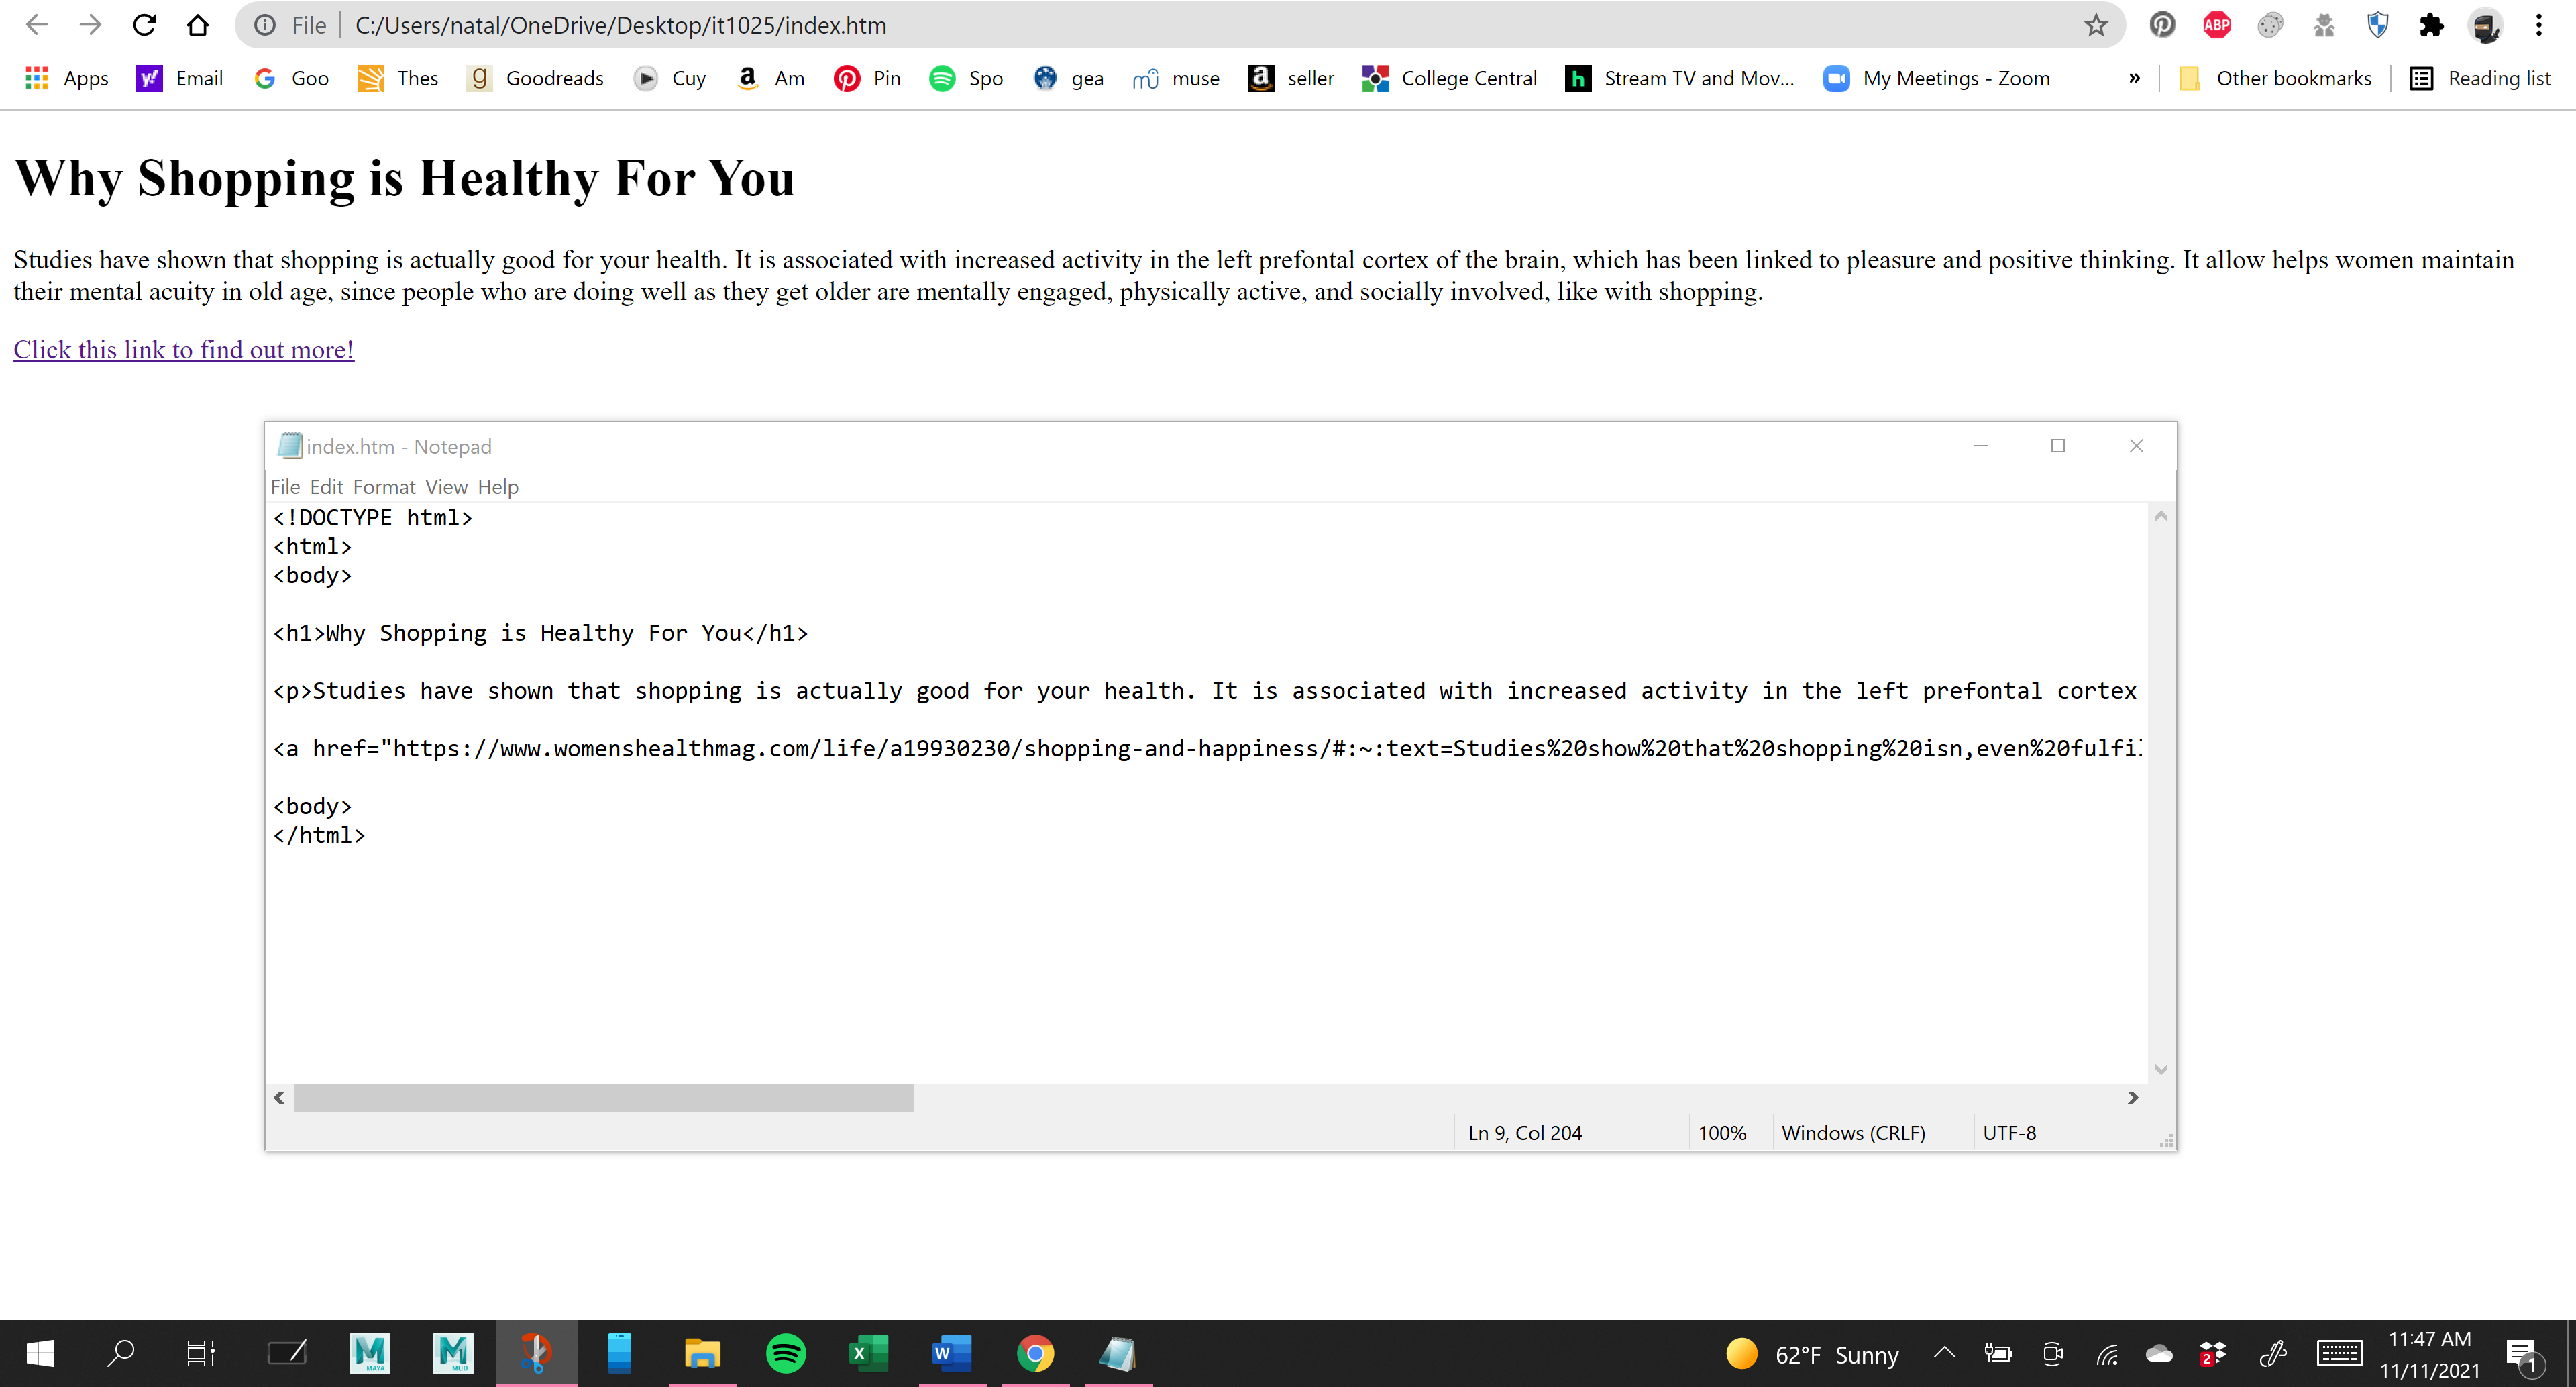 File C:/Users/natal/OneDrive/Desktop/it1025/index.htm
ABP
Apps Email Goo Thes Goodreads Cuy Am Pin Spo gea muse seller College Central Stream TV and Mov... My Meetings - Zoom » Other bookmarks Reading list
Why Shopping is Healthy For You
Studies have shown that shopping is actually good for your health. It is associated with increased activity in the left prefontal cortex of the brain, which has been linked to pleasure and positive thinking. It allow helps women maintain
their mental acuity in old age, since people who are doing well as they get older are mentally engaged, physically active, and socially involved, like with shopping.
Click this link to find out more!
index.htm - Notepad
File Edit Format View Help
<!DOCTYPE html>
<html>
<body>
<h1>Why Shopping is Healthy For You</h1>
<p>Studies have shown that shopping is actually good for your health. It is associated with increased activity in the left prefontal cortex
<a href="https://www.womenshealthmag.com/life/a19930230/shopping-and-happiness/#:~:text=Studies%20show%20that%20shopping%20isn,even%20fulfil
<body>
</html>
Ln 9, Col 204 100% Windows (CRLF) UTF-8
M MAYA M MUD X W 62°F Sunny 2 11:47 AM
11/11/2021 1